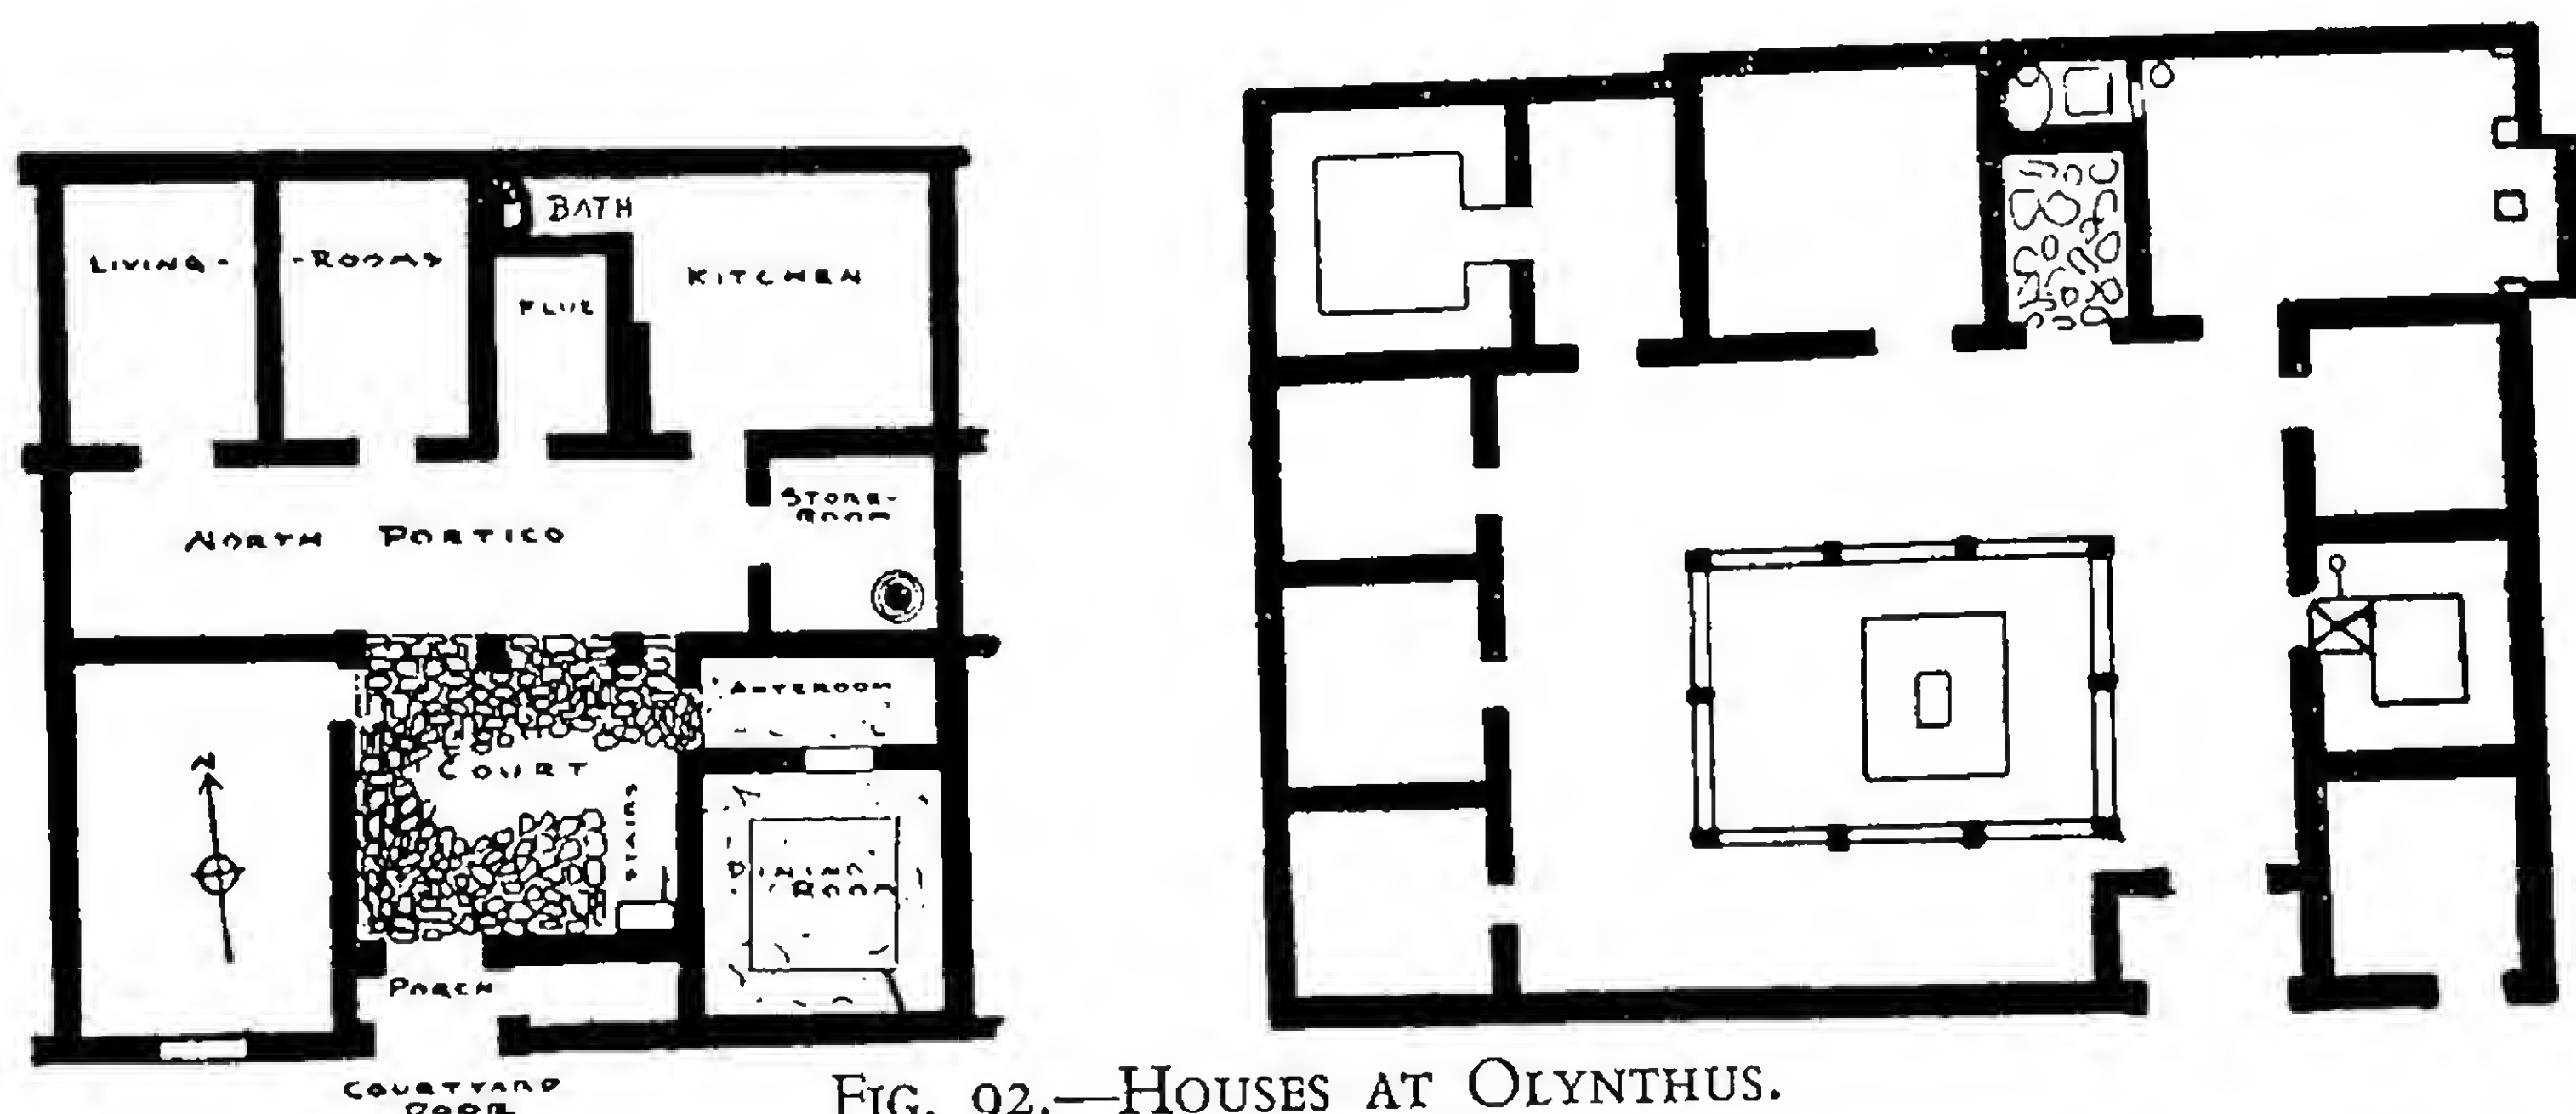 BATH
LIVING-
-ROOMS
KITCHEN
FLUE
STORE-
ROOM
NORTH PORTICO
ANTEROOM
N
COURT
STAIRS
DINING
ROOM
PORCH
COURTYARD
DOOR
FIG. 92.—HOUSES AT OLYNTHUS.